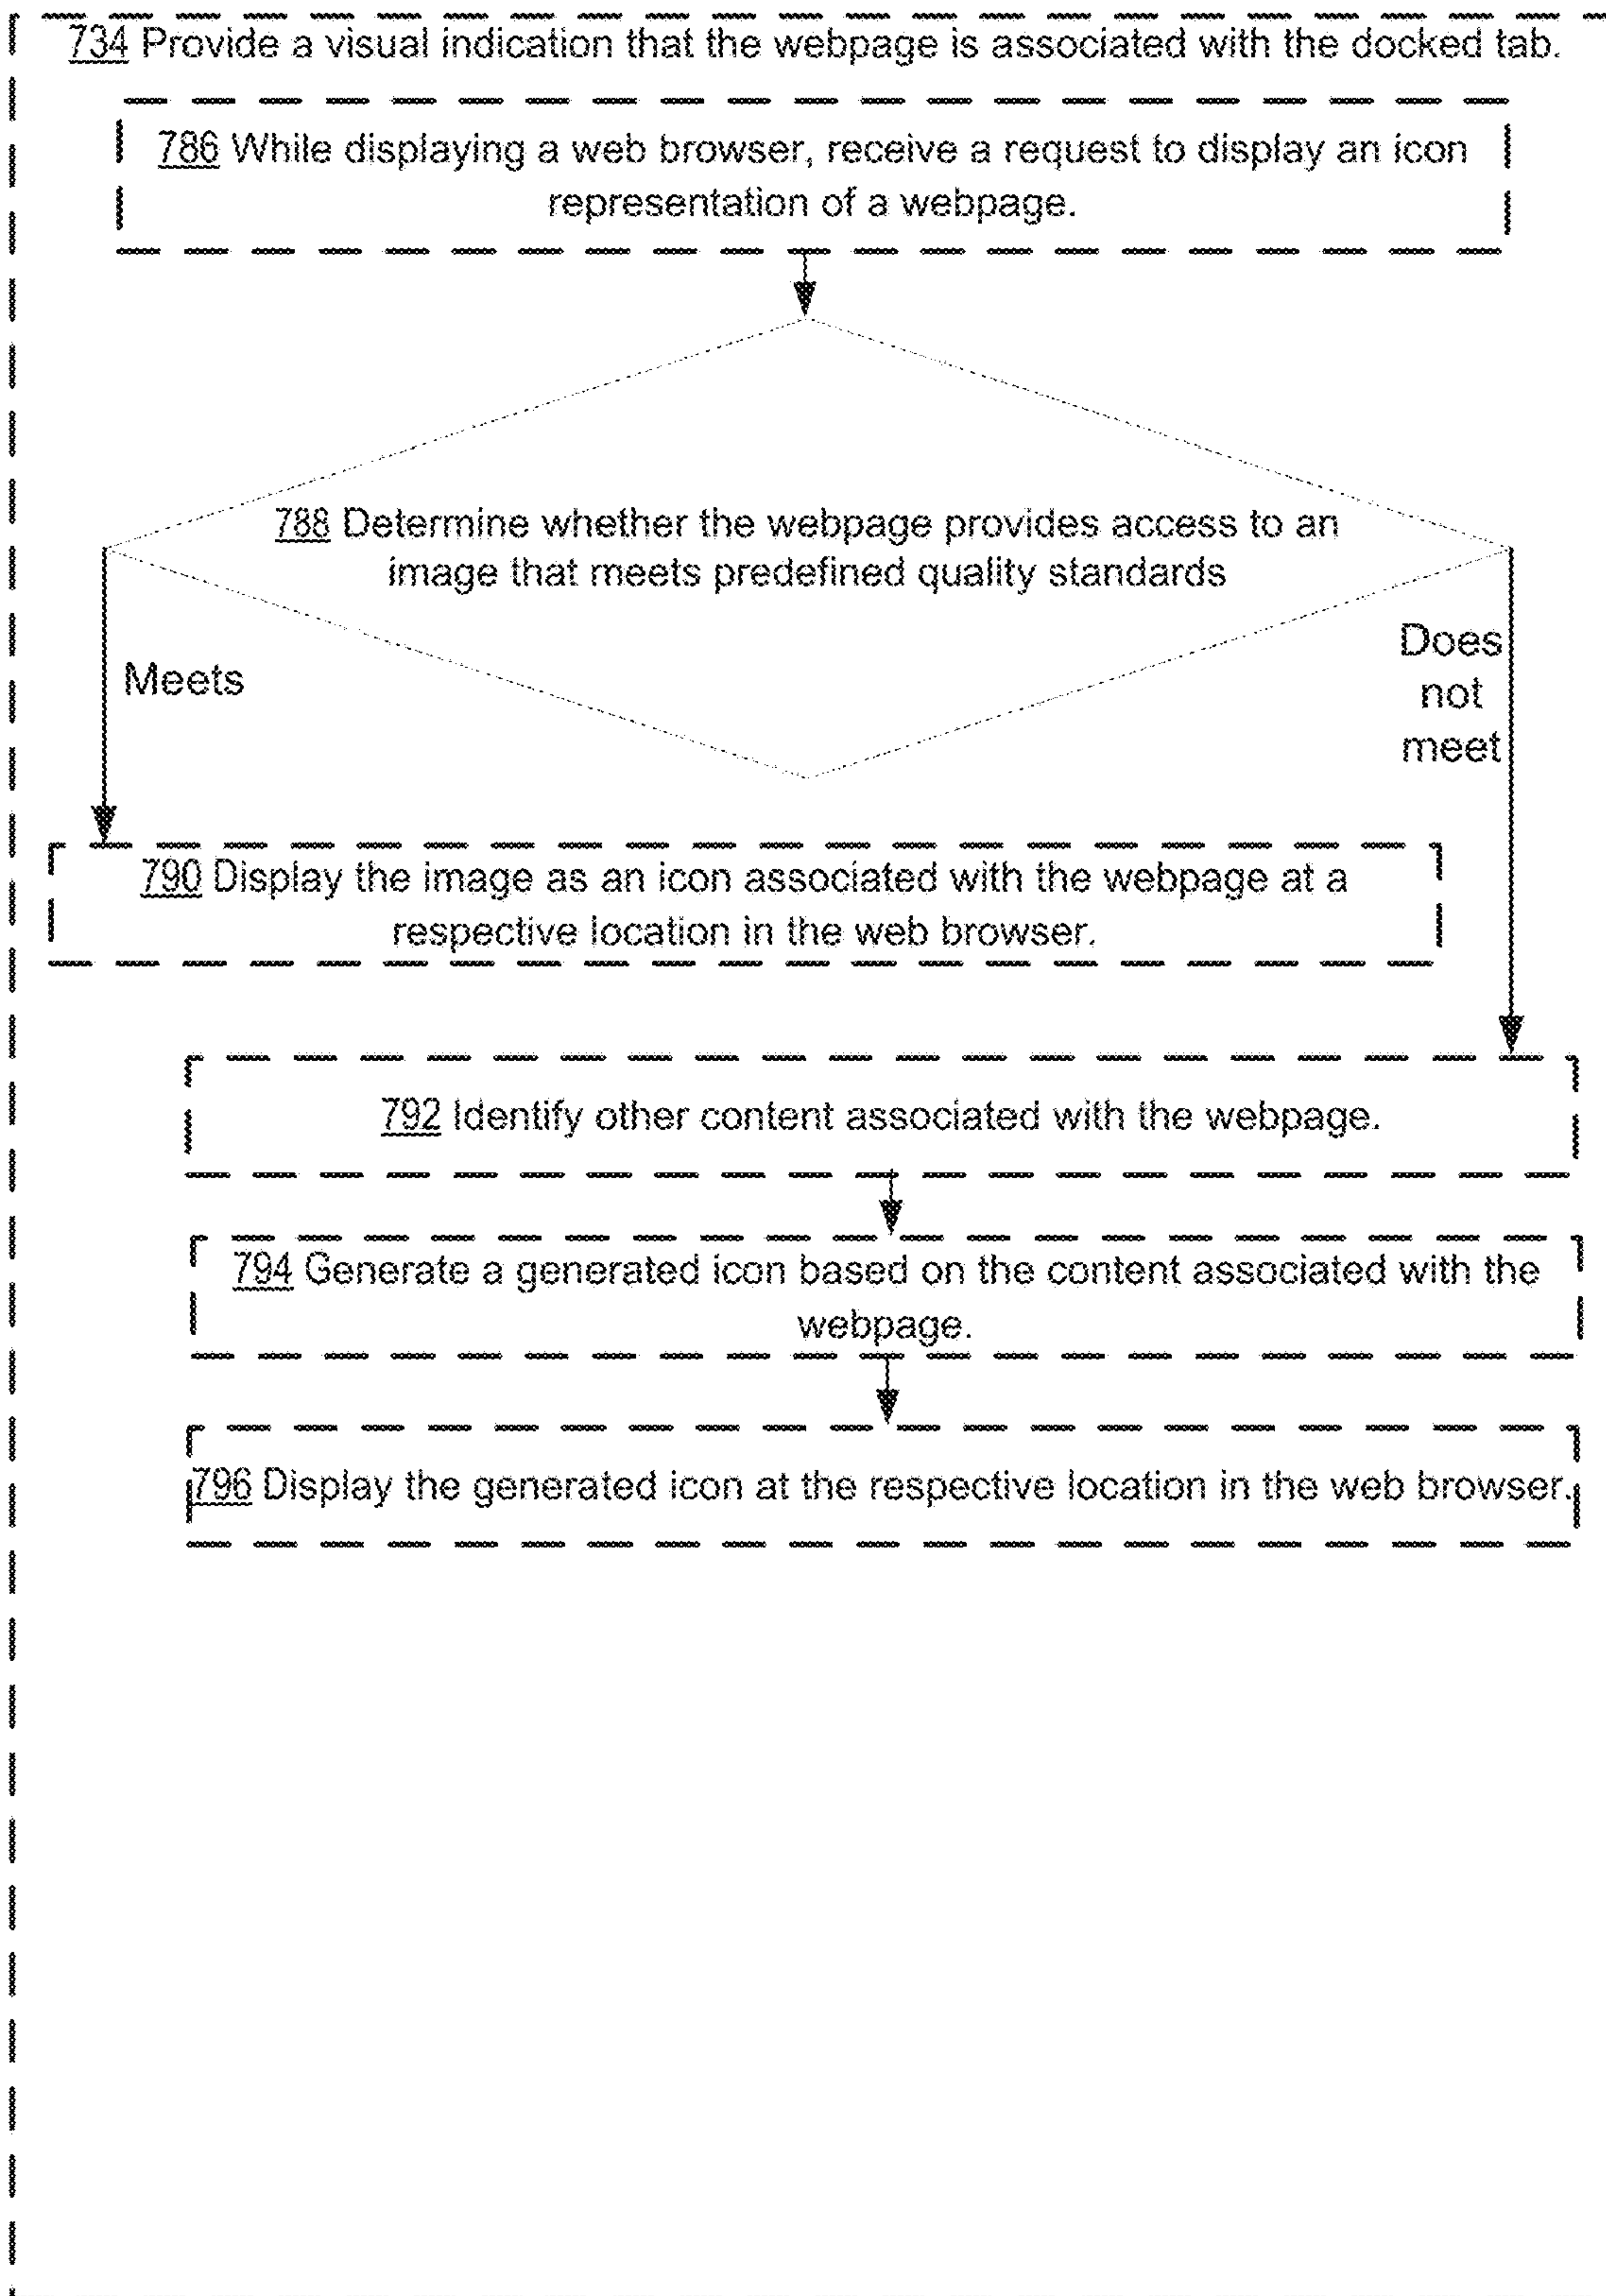 734 Provide a visual indication that the webpage is associated with the docked tab.
786 While displaying a web browser, receive a request to display an icon
representation of a webpage.
788 Determine whether the webpage provides access to an
image that meets predefined quality standards
Meets
Does
not
meet
790 Display the image as an icon associated with the webpage at a
respective location in the web browser.
792 Identify other content associated with the webpage.
794 Generate a generated icon based on the content associated with the
webpage.
796 Display the generated icon at the respective location in the web browser.